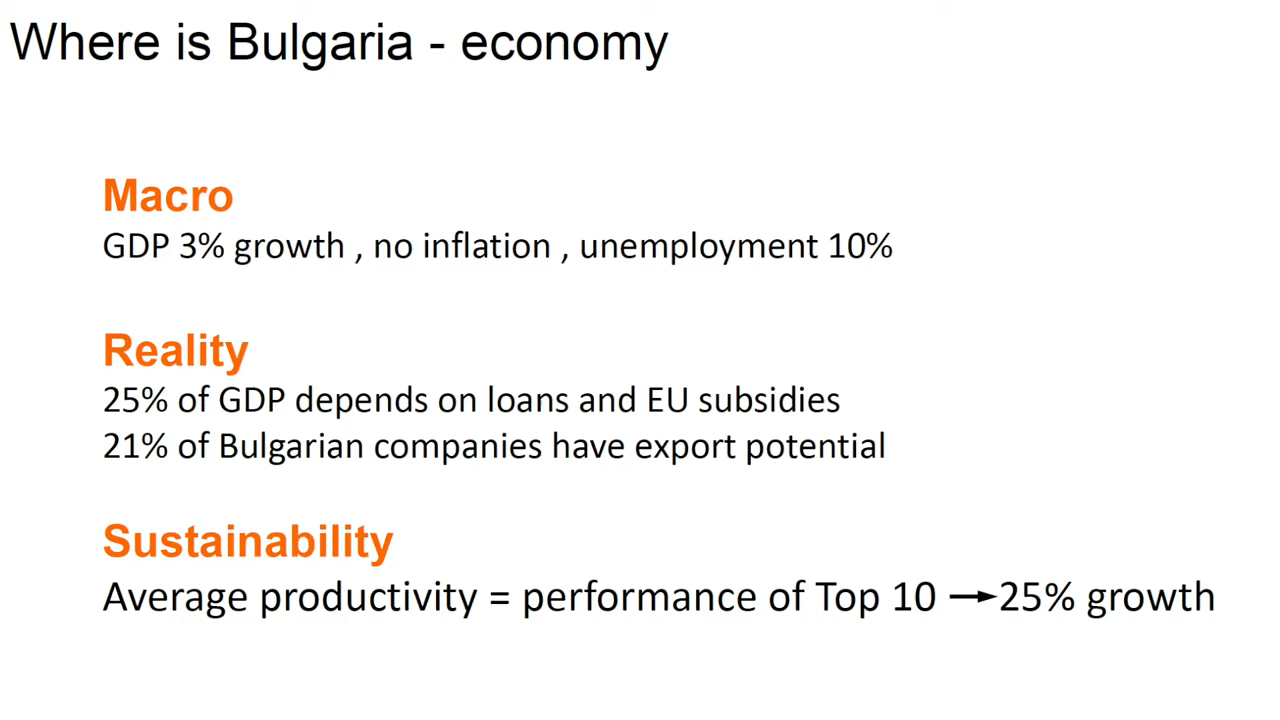 Where is Bulgaria - economy
Macro
GDP 3% growth , no inflation , unemployment 10%
Reality
25% of GDP depends on loans and EU subsidies
21% of Bulgarian companies have export potential
Sustainability
Average productivity = performance of Top 10 → 25% growth